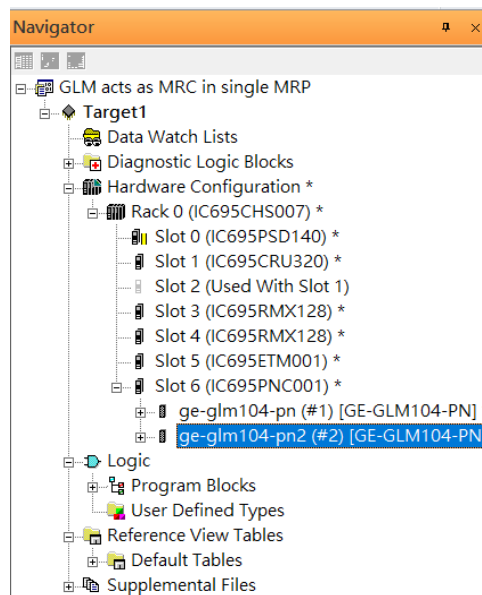 Navigator
GLM acts as MRC in single MRP
Target1
Data Watch Lists
Diagnostic Logic Blocks
Hardware Configuration *
Rack 0 (IC695CHS007) *
Slot 0 (IC695PSD140) *
Slot 1 (IC695CRU320) *
Slot 2 (Used With Slot 1)
Slot 3 (IC695RMX128) *
Slot 4 (IC695RMX128) *
Slot 5 (IC695ETM001) *
Slot 6 (IC695PNC001) *
ge-glm104-pn (#1) [GE-GLM104-PN]
ge-glm104-pn2 (#2) [GE-GLM104-PN
Logic
Program Blocks
User Defined Types
Reference View Tables
Default Tables
Supplemental Files